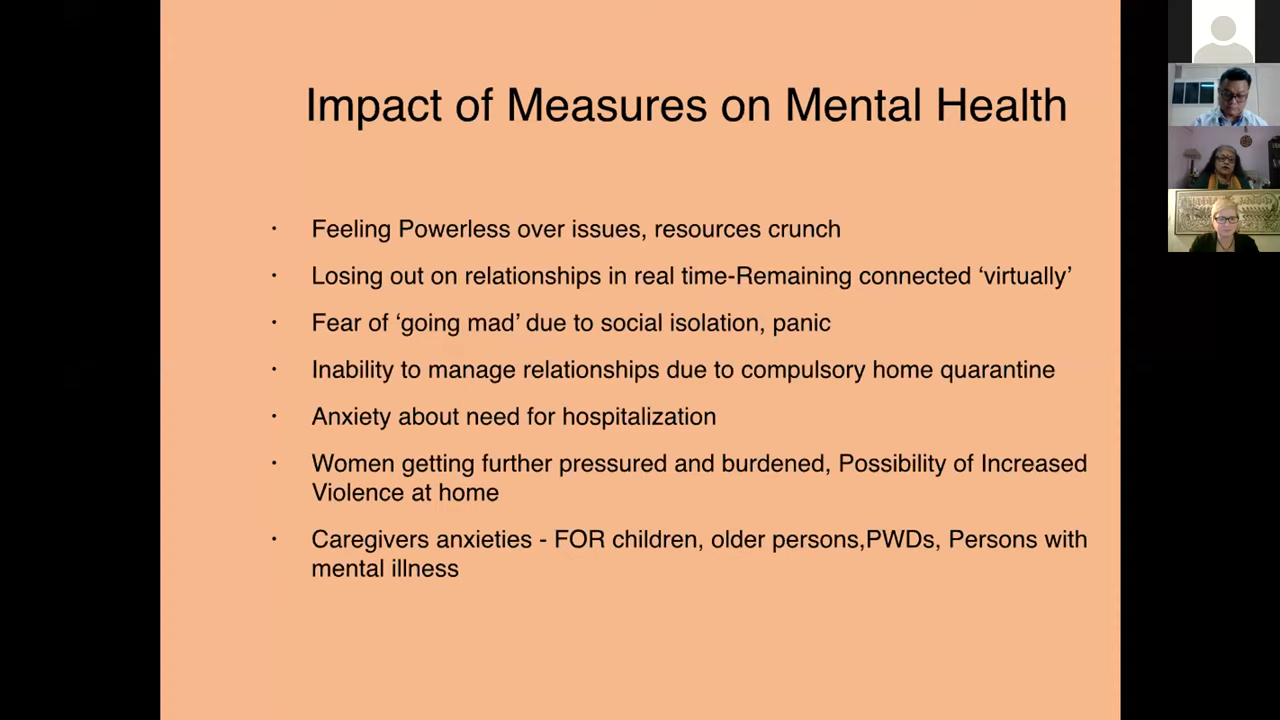 Impact of Measures on Mental Health
· Feeling Powerless over issues, resources crunch
· Losing out on relationships in real time-Remaining connected ‘virtually’
· Fear of ‘going mad’ due to social isolation, panic
· Inability to manage relationships due to compulsory home quarantine
· Anxiety about need for hospitalization
· Women getting further pressured and burdened, Possibility of Increased
Violence at home
· Caregivers anxieties - FOR children, older persons,PWDs, Persons with
mental illness